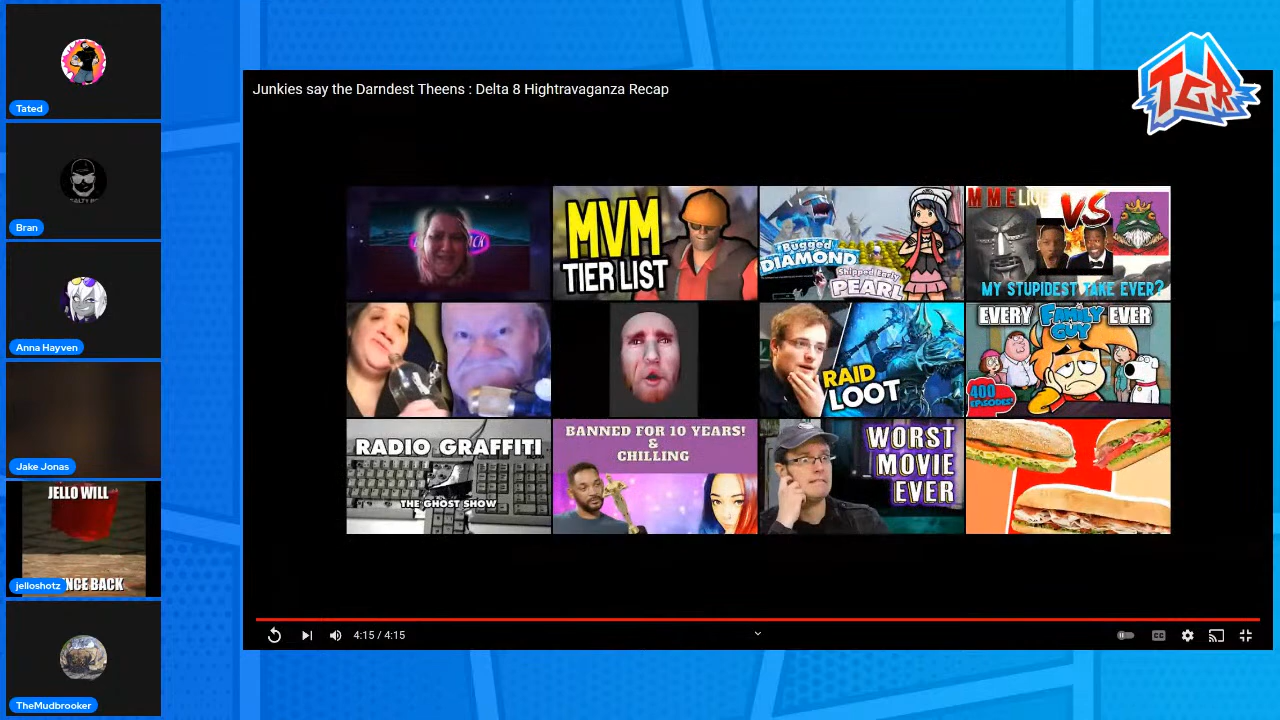 Tated
Bran
Anna Hayven
Jake Jonas
JELLO WILL
jelloshotz
NCE BACK
TheMudbrooker
Junkies say the Darndest Theens : Delta 8 Hightravaganza Recap
TGR
MVM
TIER LIST
Bugged
DIAMOND
Shipped Early
PEARL
MME LIVE
VS
MY STUPIDEST TAKE EVER?
RAID
LOOT
EVERY FAMILY GUY EVER
400
EPISODES!
RADIO GRAFFITI
THE GHOST SHOW
BANNED FOR 10 YEARS!
&
CHILLING
WORST
MOVIE
EVER
4:15 / 4:15
CC